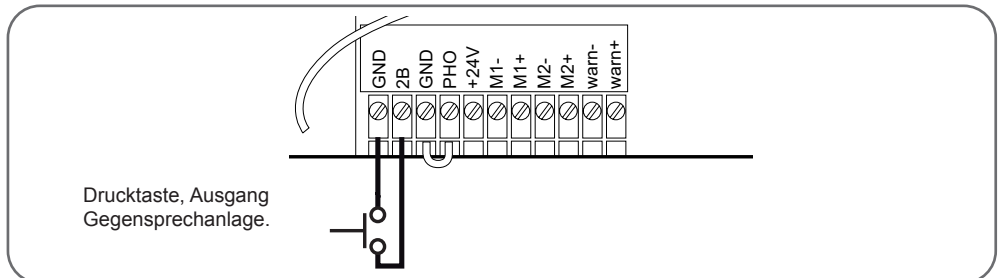 GND
2B
GND
PHO
+24V
M1-
M1+
M2-
M2+
warn-
warn+
Drucktaste, Ausgang
Gegensprechanlage.